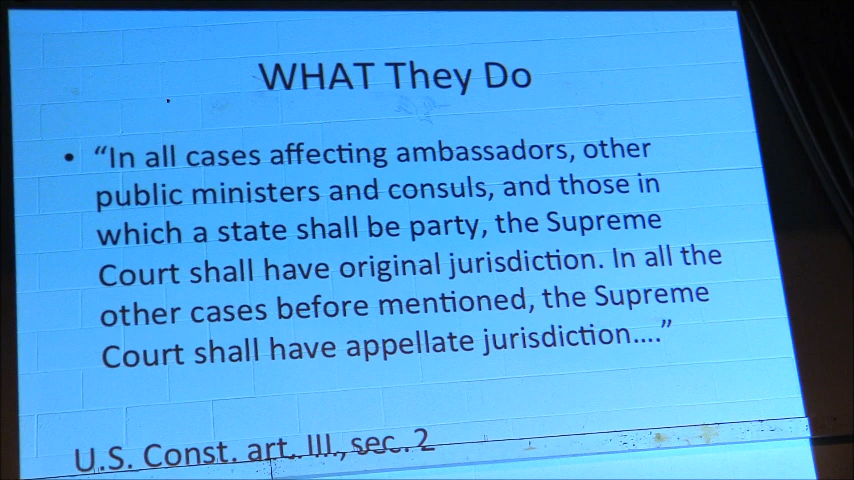 WHAT They Do
• “In all cases affecting ambassadors, other
public ministers and consuls, and those in
which a state shall be party, the Supreme
Court shall have original jurisdiction. In all the
other cases before mentioned, the Supreme
Court shall have appellate jurisdiction....”
U.S. Const. art. III., sec. 2